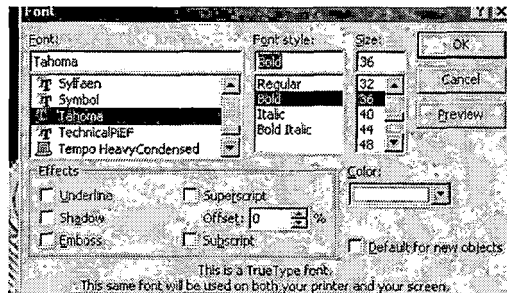 Font
Font: Font style: Size:
Tahoma Bold 36 OK
Sylfaen Regular 32 Cancel
Symbol Bold 36
Tahoma Italic 40 Preview
TechnicalPiEF Bold Italic 44
Tempo HeavyCondensed 48
Effects Color:
Underline Superscript
Shadow Offset: 0 %
Emboss Subscript Default for new objects
This is a TrueType font.
This same font will be used on both your printer and your screen.